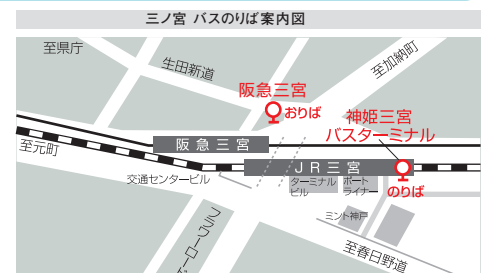 三ノ宮 バスのりば案内図
至県庁
生田新道
至加納町
阪急三宮
おりば
神姫三宮
バスターミナル
阪急三宮
至元町
JR三宮
交通センタービル
ターミナル
ビル
ポート
ライナー
のりば
ミント神戸
フラワーロード
至春日野道